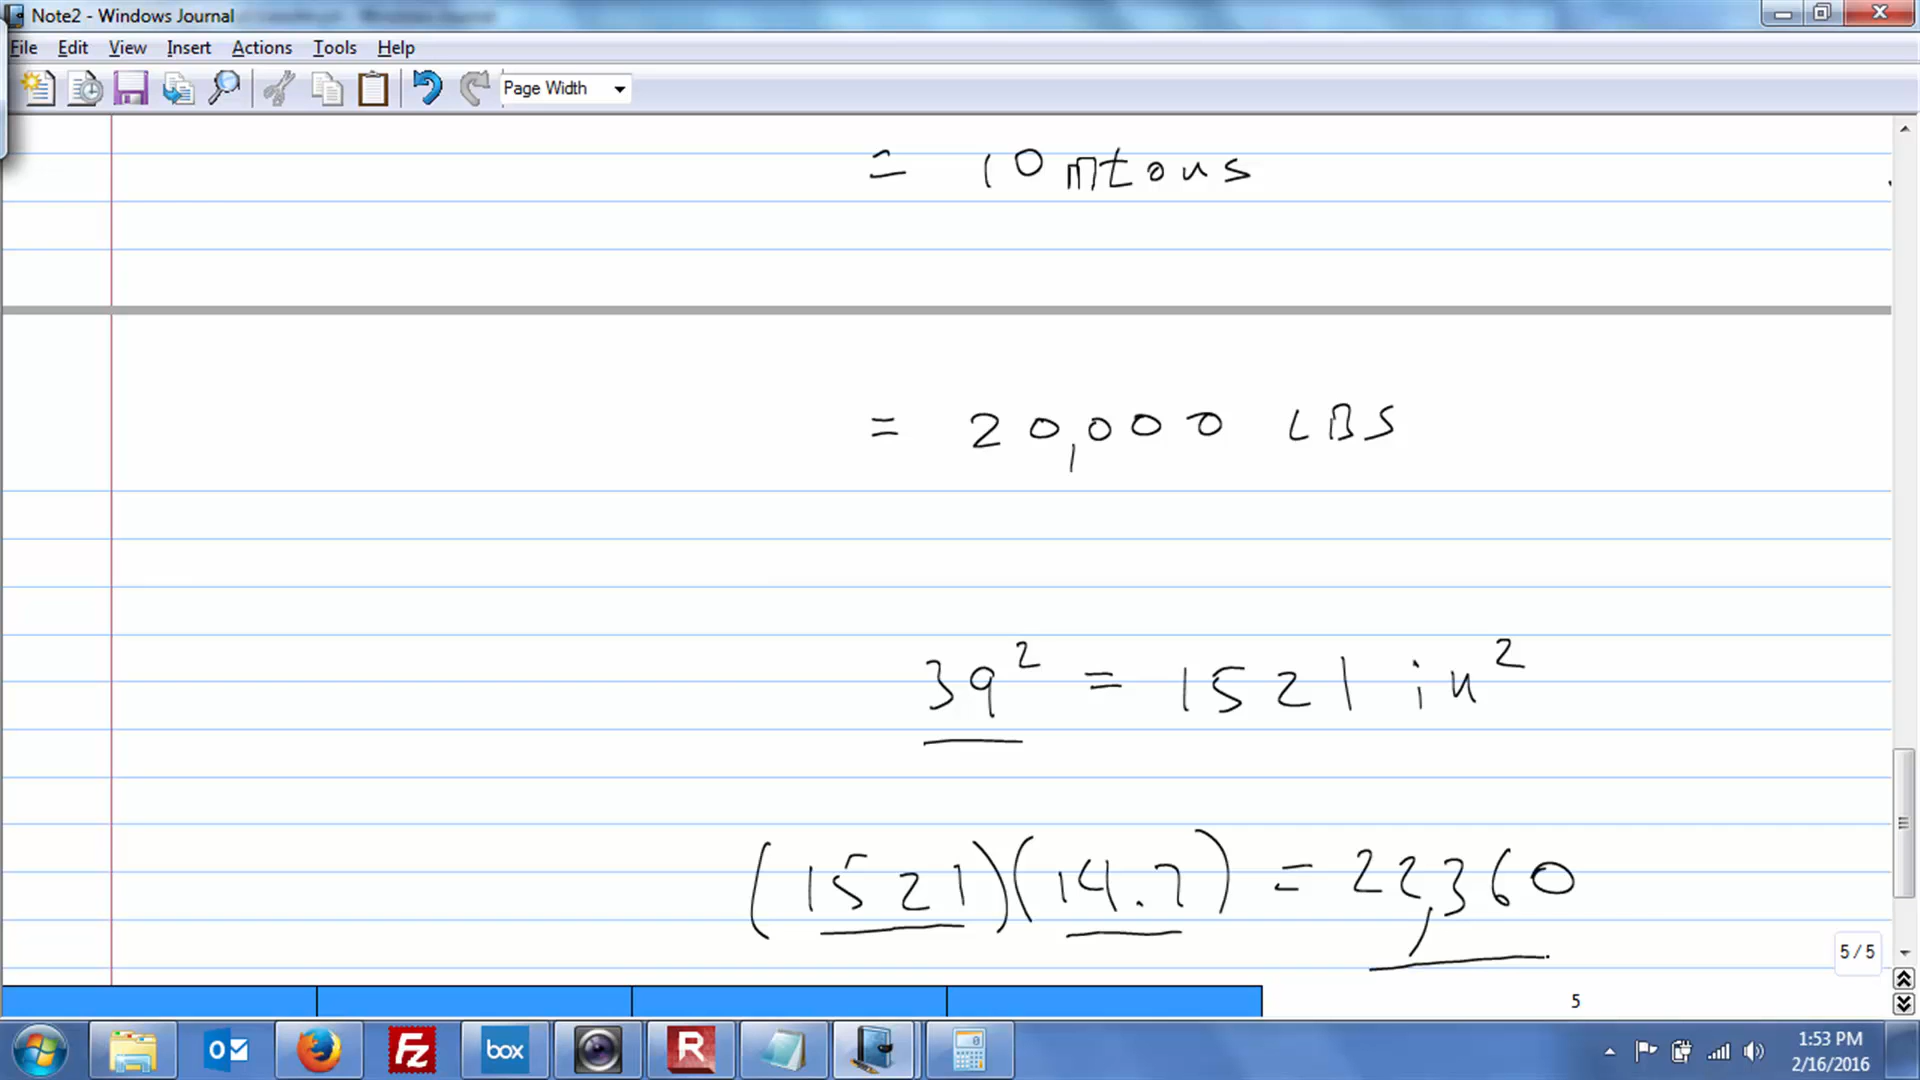 Note2 - Windows Journal
File Edit View Insert Actions Tools Help
Page Width
= 10 mtons
= 20,000 LBS
39² = 1521 in²
(1521)(14.7) = 22,360
5 / 5
5
box
R
1:53 PM
2/16/2016